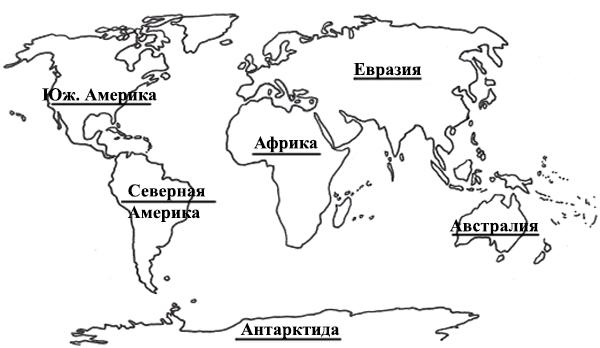 Евразия
Юж. Америка
Африка
Северная
Америка
Австралия
Антарктида